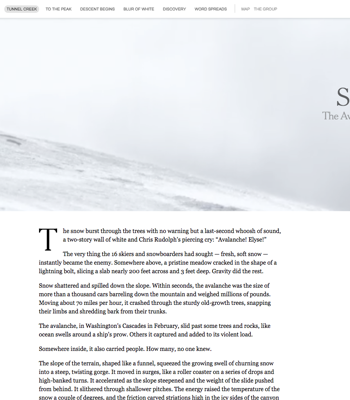 TUNNEL CREEK TO THE PEAK DESCENT BEGINS BLUR OF WHITE DISCOVERY WORD SPREADS MAP THE GROUP
S
The Av
The snow burst through the trees with no warning but a last-second whoosh of sound,
a two-story wall of white and Chris Rudolph's piercing cry: “Avalanche! Elyse!”
The very thing the 16 skiers and snowboarders had sought — fresh, soft snow —
instantly became the enemy. Somewhere above, a pristine meadow cracked in the shape of a
lightning bolt, slicing a slab nearly 200 feet across and 3 feet deep. Gravity did the rest.
Snow shattered and spilled down the slope. Within seconds, the avalanche was the size of
more than a thousand cars barreling down the mountain and weighed millions of pounds.
Moving about 70 miles per hour, it crashed through the sturdy old-growth trees, snapping
their limbs and shredding bark from their trunks.
The avalanche, in Washington's Cascades in February, slid past some trees and rocks, like
ocean swells around a ship's prow. Others it captured and added to its violent load.
Somewhere inside, it also carried people. How many, no one knew.
The slope of the terrain, shaped like a funnel, squeezed the growing swell of churning snow
into a steep, twisting gorge. It moved in surges, like a roller coaster on a series of drops and
high-banked turns. It accelerated as the slope steepened and the weight of the slide pushed
from behind. It slithered through shallower pitches. The energy raised the temperature of the
snow a couple of degrees, and the friction carved striations high in the icy sides of the canyon